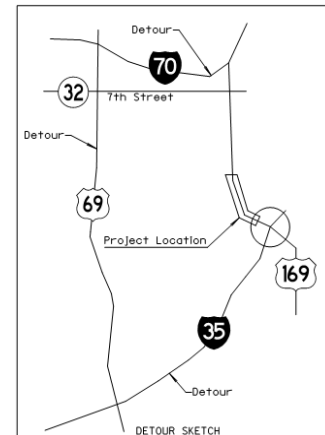 Detour
70
32
7th Street
Detour
69
Project Location
169
35
Detour
DETOUR SKETCH